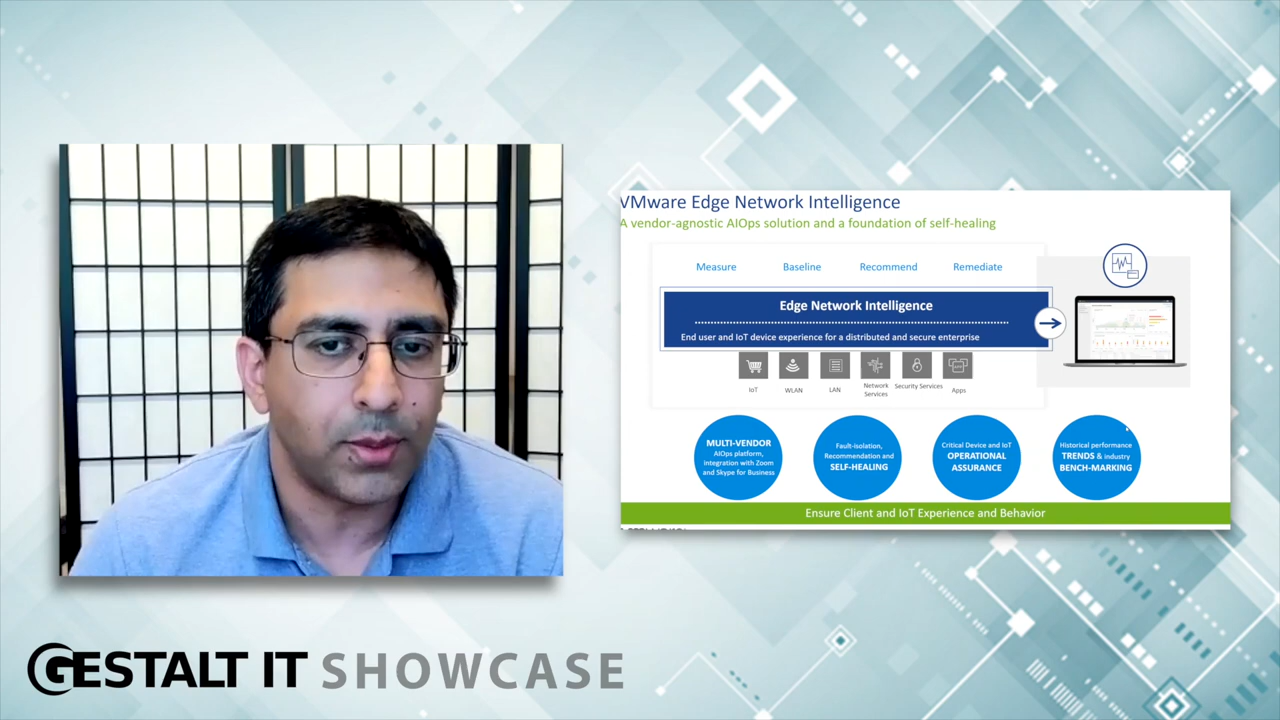 VMware Edge Network Intelligence
A vendor-agnostic AIOps solution and a foundation of self-healing
Measure Baseline Recommend Remediate
Edge Network Intelligence
End user and IoT device experience for a distributed and secure enterprise
IoT WLAN LAN Network Services Security Services Apps
MULTI-VENDOR
AIOps platform,
integration with Zoom
and Skype for Business
Fault-isolation,
Recommendation and
SELF-HEALING
Critical Device and IoT
OPERATIONAL
ASSURANCE
Historical performance
TRENDS & industry
BENCH-MARKING
Ensure Client and IoT Experience and Behavior
GESTALT IT SHOWCASE